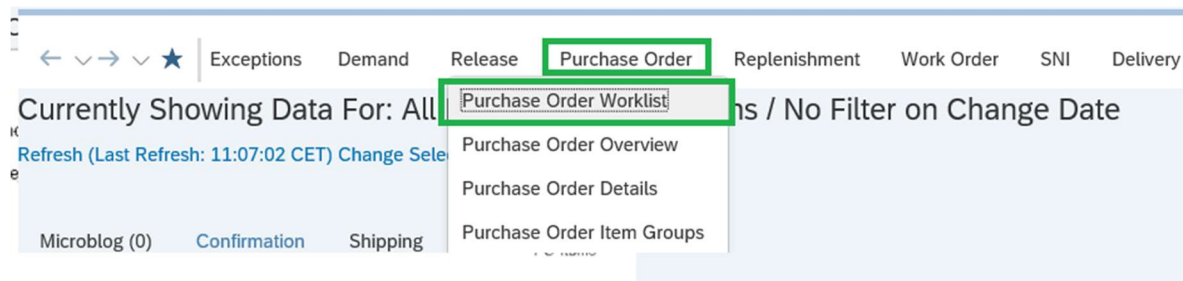 Exceptions Demand Release Purchase Order Replenishment Work Order SNI Delivery
Currently Showing Data For: All
Purchase Order Worklist
ns / No Filter on Change Date
Refresh (Last Refresh: 11:07:02 CET) Change Sele
Purchase Order Overview
Purchase Order Details
Microblog (0) Confirmation Shipping
Purchase Order Item Groups